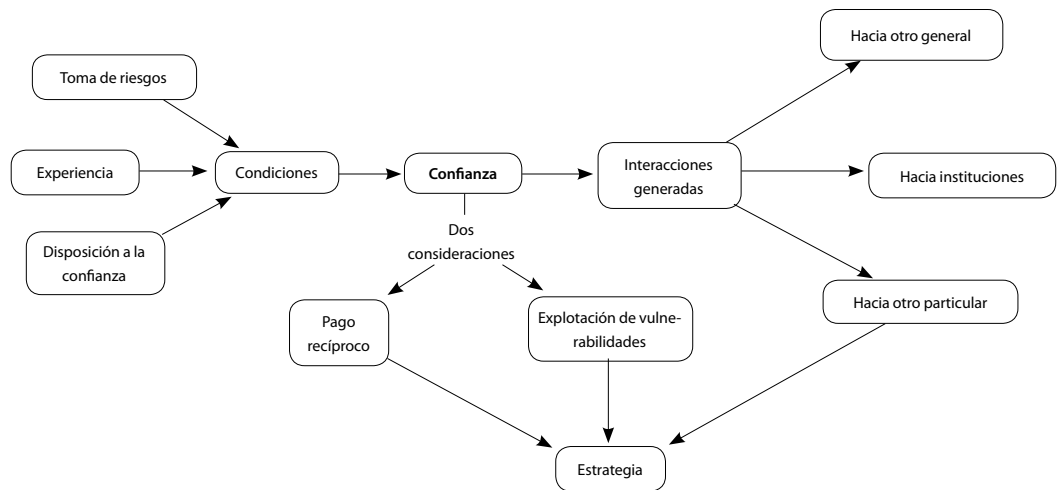 Hacia otro general
Toma de riesgos
Experiencia
Condiciones
Confianza
Interacciones
generadas
Hacia instituciones
Disposición a la
confianza
Dos
consideraciones
Pago
recíproco
Explotación de vulne-
rabilidades
Hacia otro particular
Estrategia